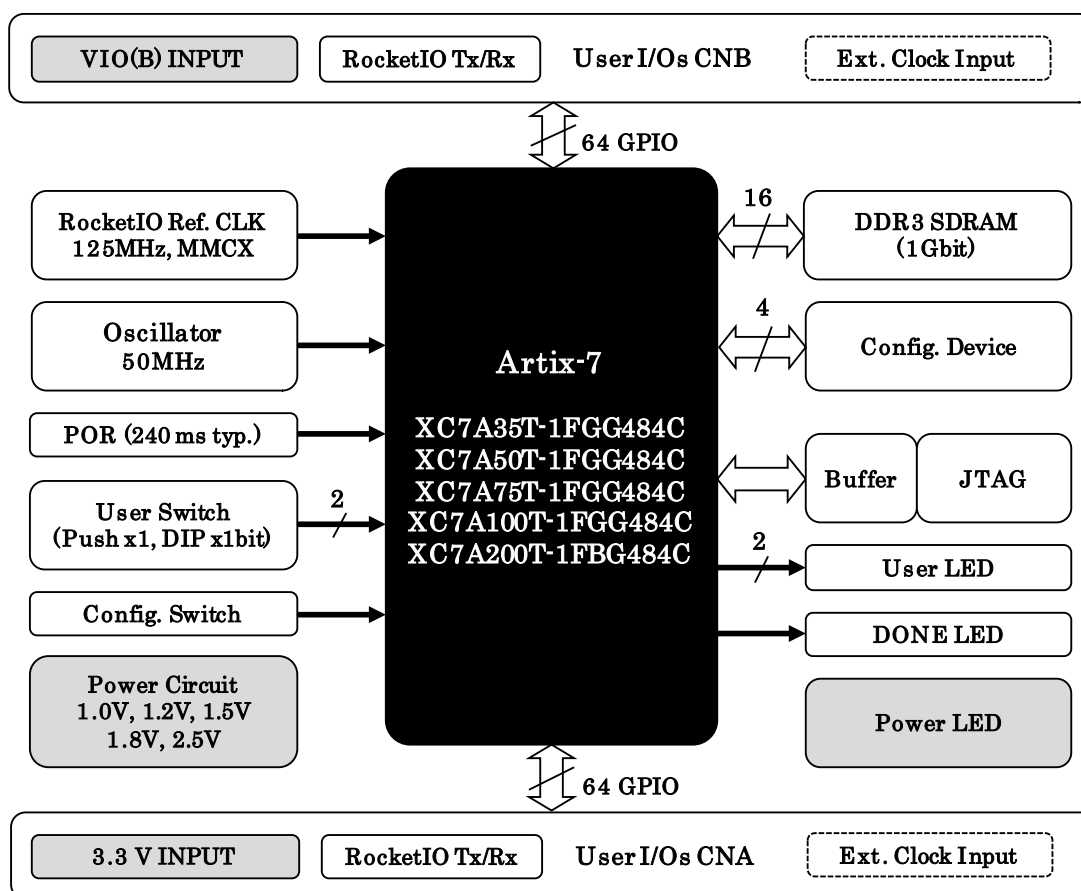 VIO(B) INPUT
RocketIO Tx/Rx
User I/Os CNB
Ext. Clock Input
64 GPIO
RocketIO Ref. CLK
125MHz, MMCX
Oscillator
50MHz
POR (240 ms typ.)
User Switch
(Push x1, DIP x1bit)
2
Config. Switch
Power Circuit
1.0V, 1.2V, 1.5V
1.8V, 2.5V
Artix-7
XC7A35T-1FGG484C
XC7A50T-1FGG484C
XC7A75T-1FGG484C
XC7A100T-1FGG484C
XC7A200T-1FBG484C
16
DDR3 SDRAM
(1Gbit)
4
Config. Device
Buffer
JTAG
2
User LED
DONE LED
Power LED
64 GPIO
3.3 V INPUT
RocketIO Tx/Rx
User I/Os CNA
Ext. Clock Input